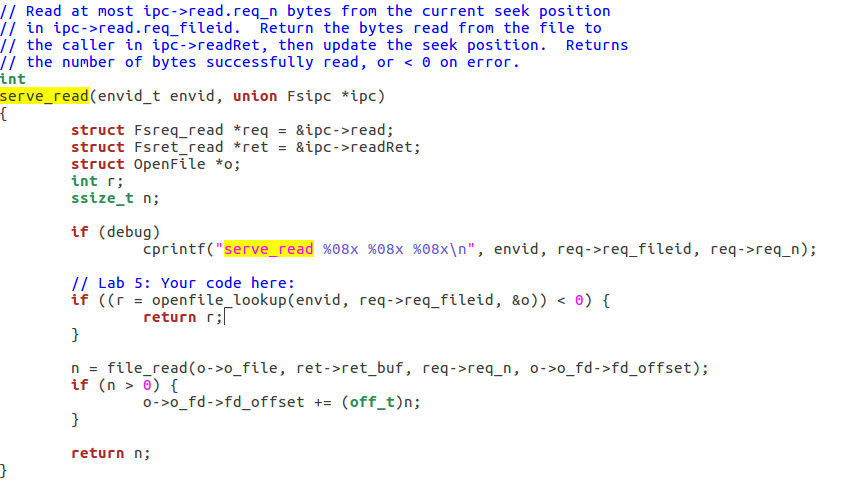 // Read at most ipc->read.req_n bytes from the current seek position
// in ipc->read.req_fileid.  Return the bytes read from the file to
// the caller in ipc->readRet, then update the seek position.  Returns
// the number of bytes successfully read, or < 0 on error.
int
serve_read(envid_t envid, union Fsipc *ipc)
{
        struct Fsreq_read *req = &ipc->read;
        struct Fsret_read *ret = &ipc->readRet;
        struct OpenFile *o;
        int r;
        ssize_t n;

        if (debug)
                cprintf("serve_read %08x %08x %08x\n", envid, req->req_fileid, req->req_n);

        // Lab 5: Your code here:
        if ((r = openfile_lookup(envid, req->req_fileid, &o)) < 0) {
                return r;
        }

        n = file_read(o->o_file, ret->ret_buf, req->req_n, o->o_fd->fd_offset);
        if (n > 0) {
                o->o_fd->fd_offset += (off_t)n;
        }

        return n;
}